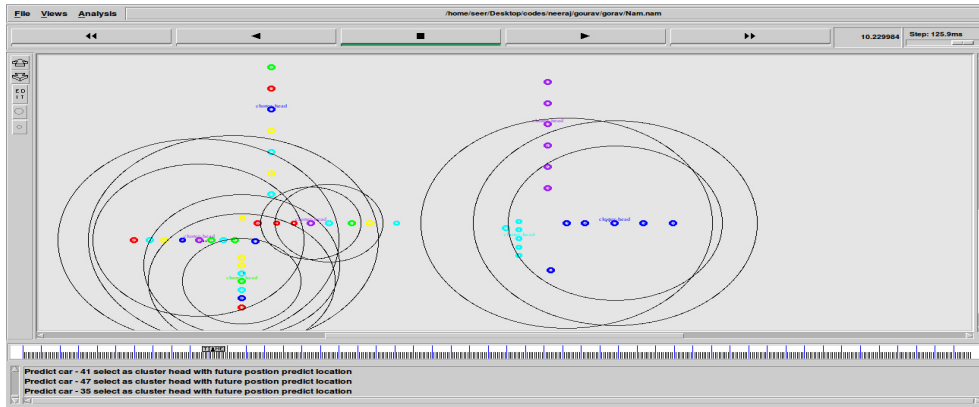 File Views Analysis /home/seer/Desktop/codes/neeraj/gourav/gorav/Nam.nam
10.229984 Step: 125.9ms
E D
I T
cluster-head
cluster-head
cluster-head
cluster-head
cluster-head
cluster-head
TIME
Predict car - 41 select as cluster head with future postion predict location
Predict car - 47 select as cluster head with future postion predict location
Predict car - 35 select as cluster head with future postion predict location